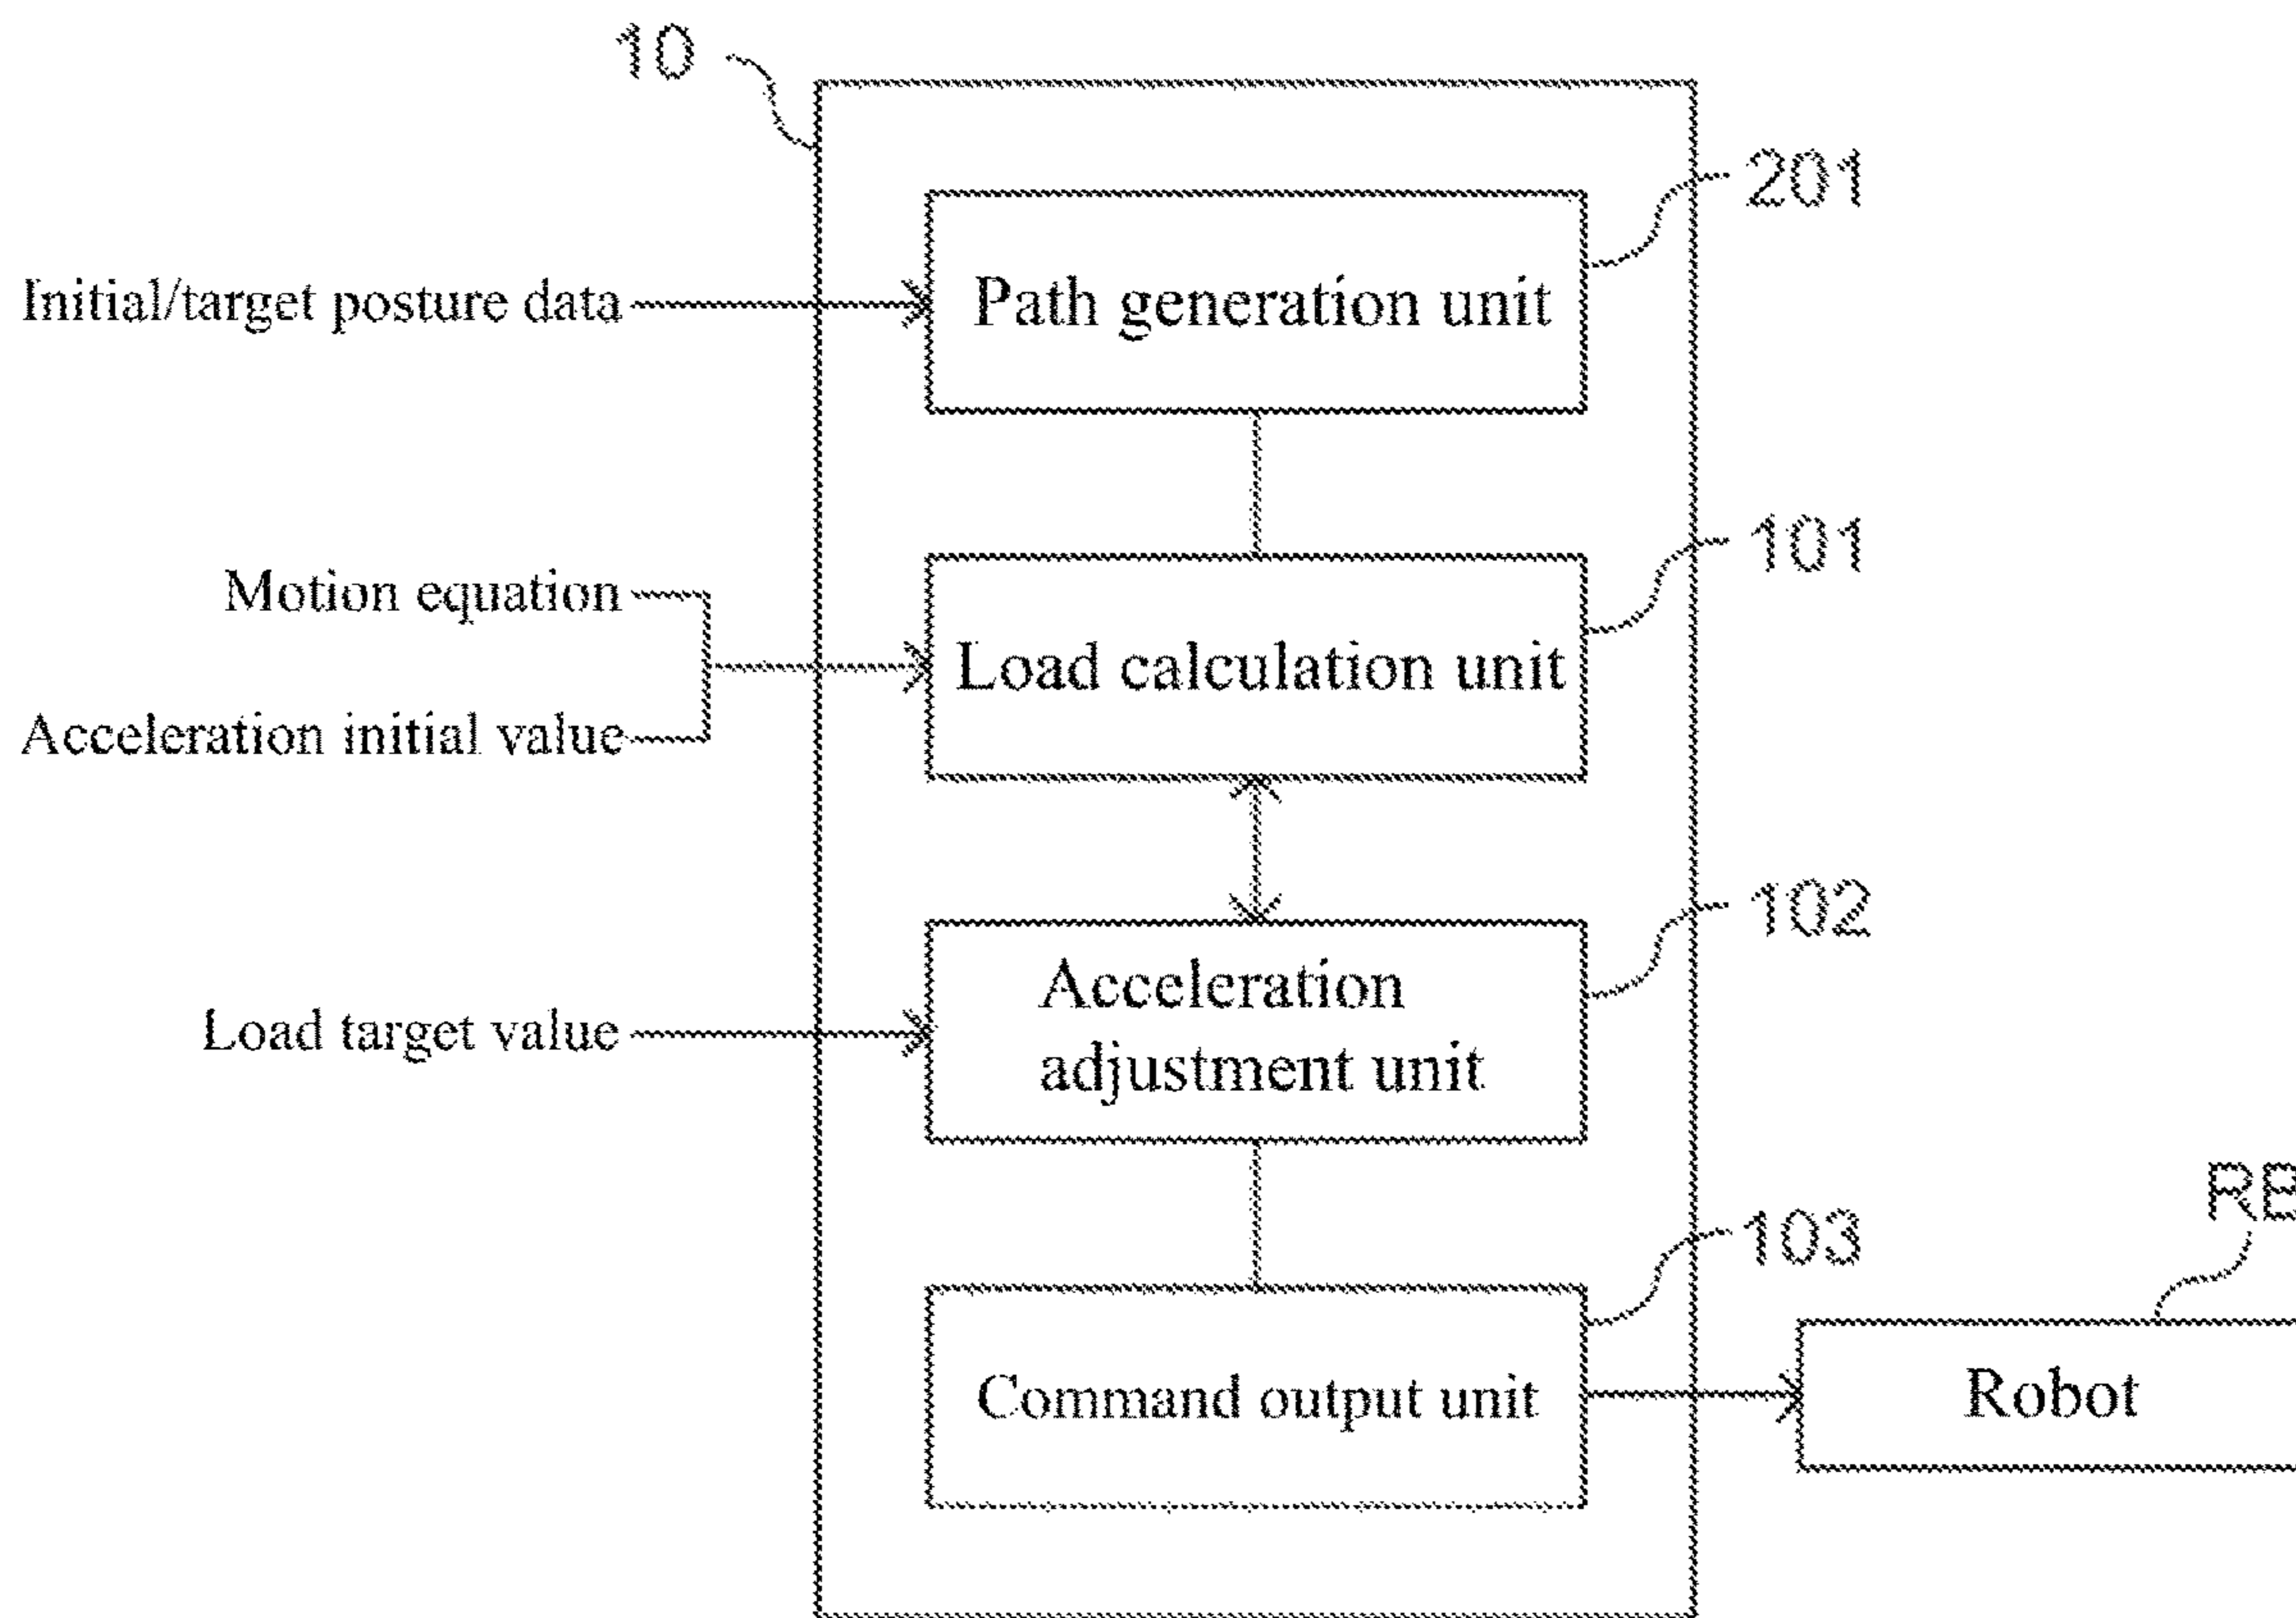 10
201
Initial/target posture data
Path generation unit
101
Motion equation
Load calculation unit
Acceleration initial value
102
Acceleration
adjustment unit
Load target value
RB
103
Command output unit
Robot